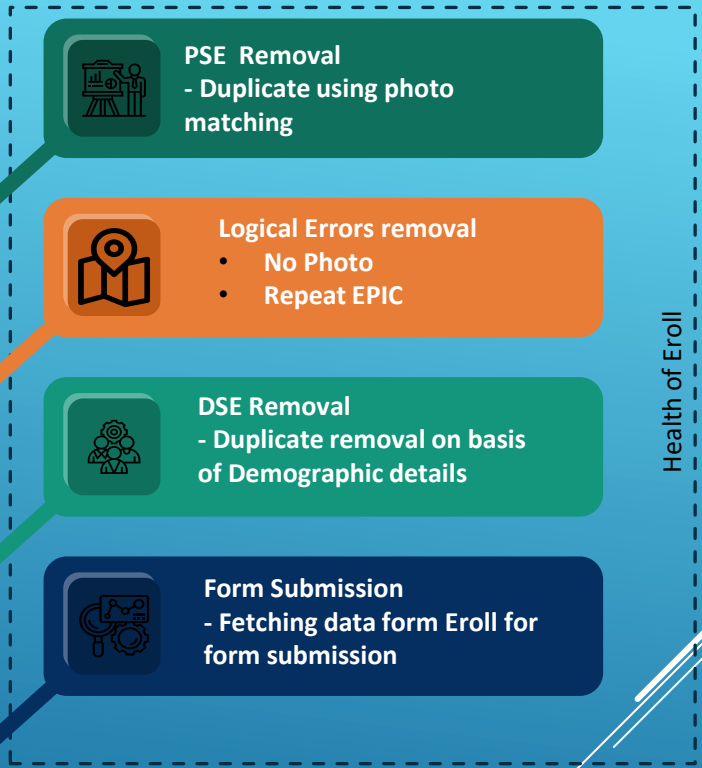 PSE  Removal
- Duplicate using photo
matching
Logical Errors removal
• No Photo
• Repeat EPIC
DSE Removal
- Duplicate removal on basis
of Demographic details
Form Submission
- Fetching data form Eroll for
form submission
Health of Eroll